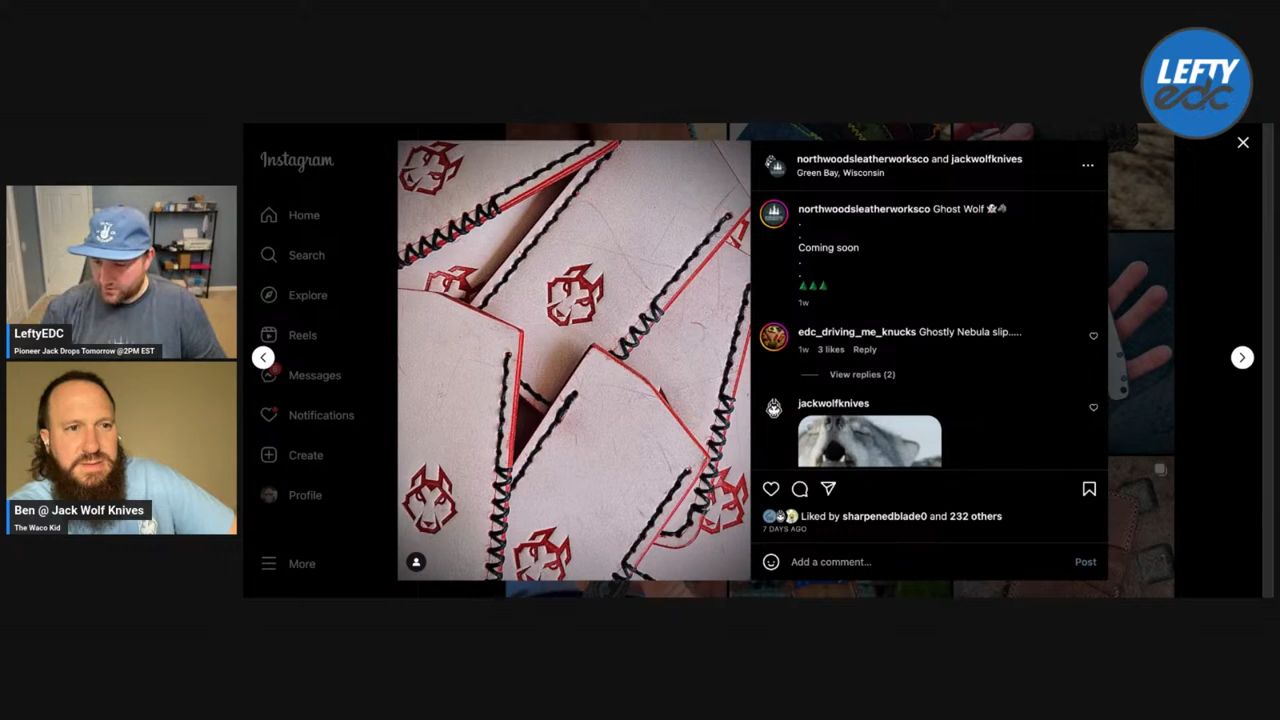 LEFTY
edc
Instagram
Home
Search
Explore
Reels
Messages
Notifications
Create
Profile
More
LeftyEDC
Pioneer Jack Drops Tomorrow @2PM EST
Ben @ Jack Wolf Knives
The Waco Kid
northwoodsleatherworksco and jackwolfknives
Green Bay, Wisconsin
northwoodsleatherworksco Ghost Wolf 👻🐺
.
.
Coming soon
.
.
🌲🌲🌲
1w
edc_driving_me_knucks Ghostly Nebula slip.....
1w 3 likes Reply
View replies (2)
jackwolfknives
Liked by sharpenedblade0 and 232 others
7 DAYS AGO
Add a comment...
Post